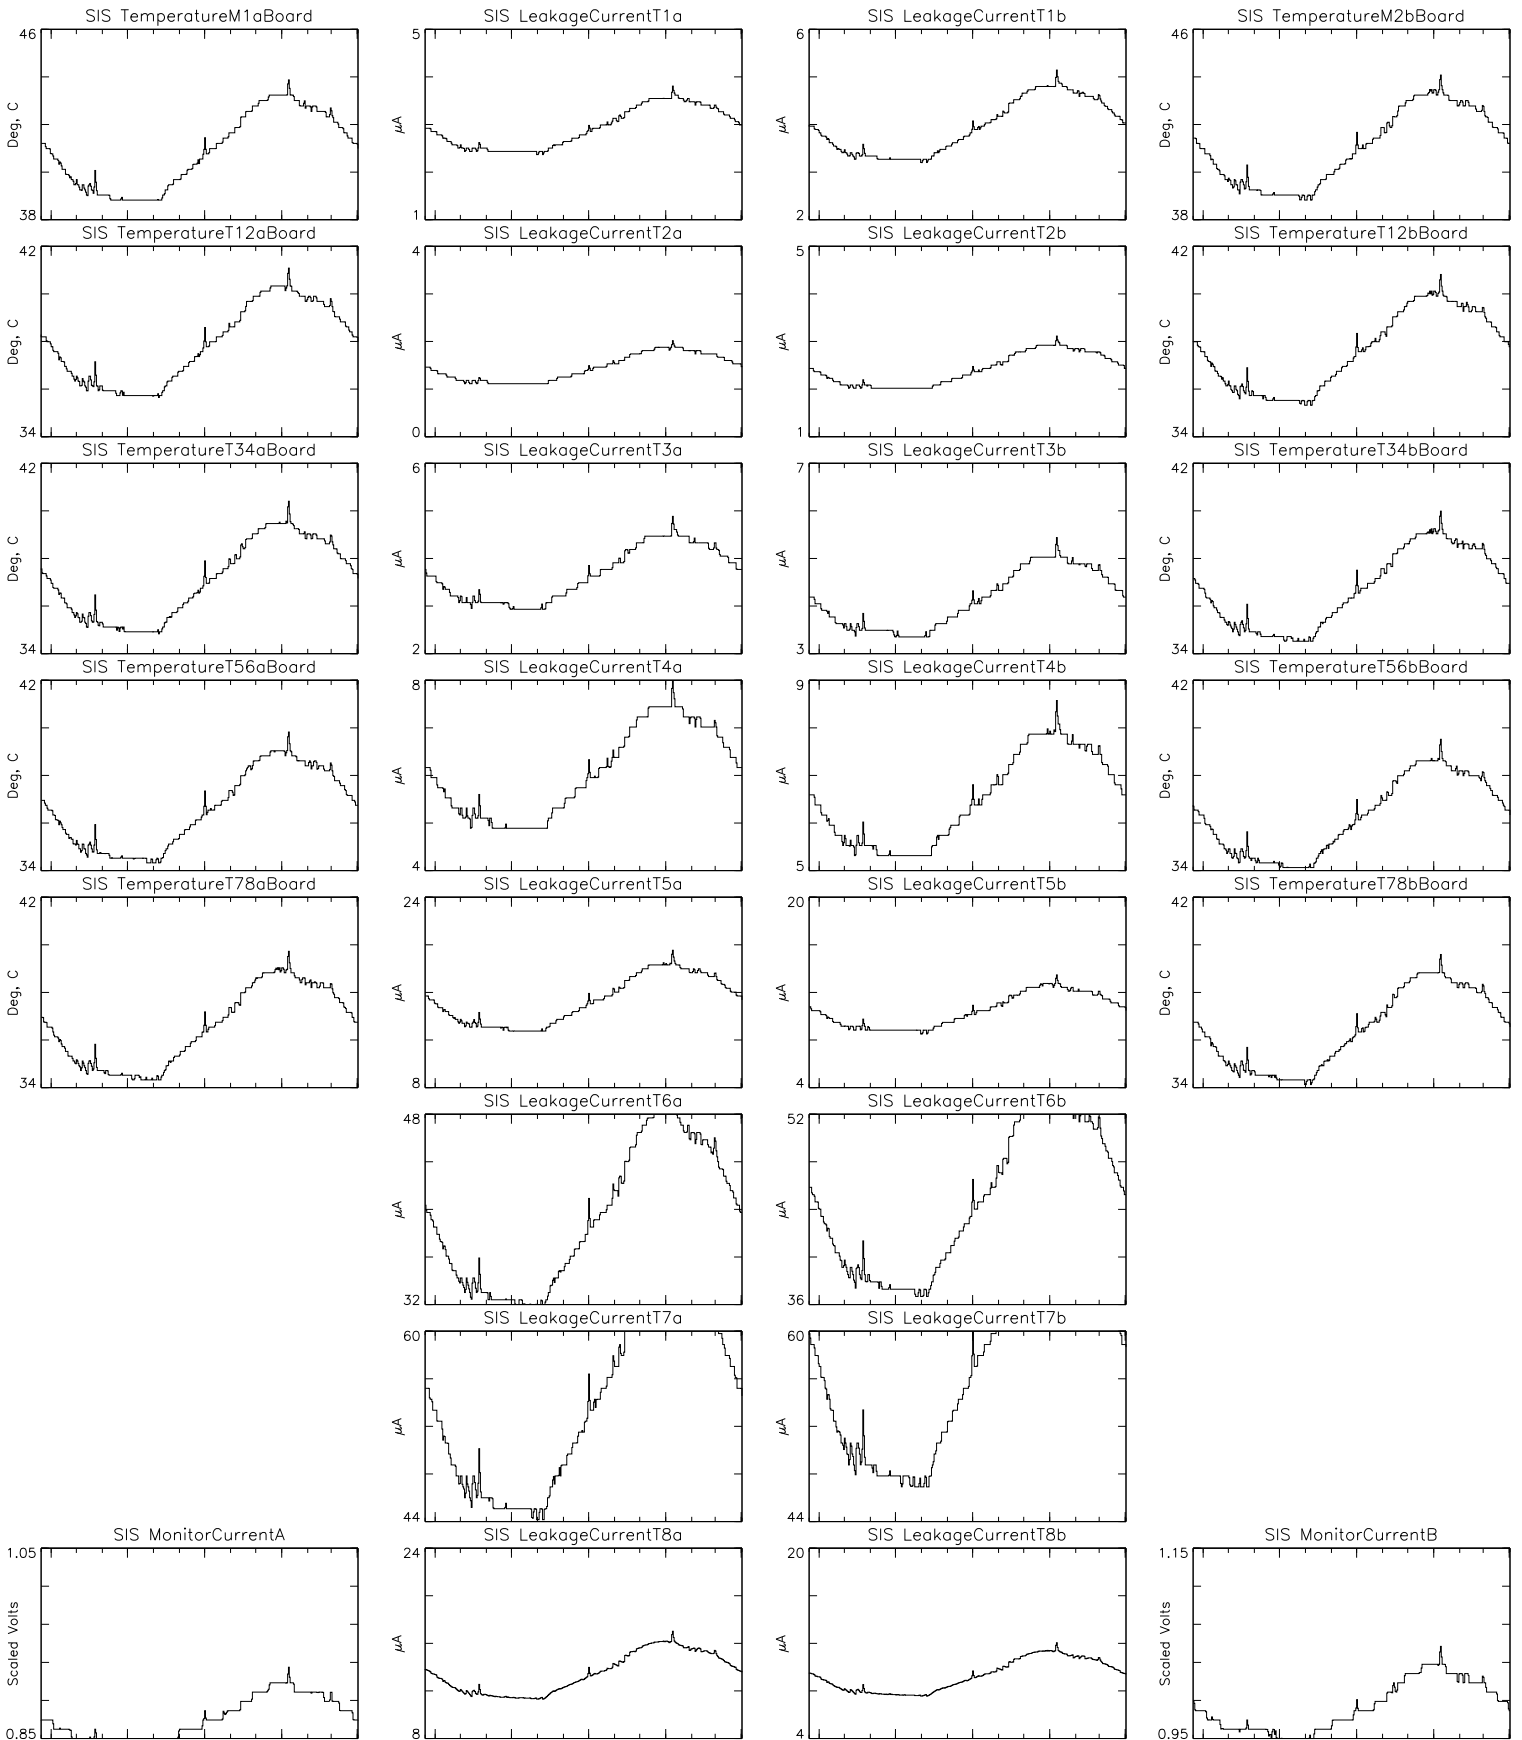 SIS TemperatureM1aBoard
46
Deg, C
38
SIS LeakageCurrentT1a
5
μA
1
SIS LeakageCurrentT1b
6
μA
2
SIS TemperatureM2bBoard
46
Deg, C
38
SIS TemperatureT12aBoard
42
Deg, C
34
SIS LeakageCurrentT2a
4
μA
0
SIS LeakageCurrentT2b
5
μA
1
SIS TemperatureT12bBoard
42
Deg, C
34
SIS TemperatureT34aBoard
42
Deg, C
34
SIS LeakageCurrentT3a
6
μA
2
SIS LeakageCurrentT3b
7
μA
3
SIS TemperatureT34bBoard
42
Deg, C
34
SIS TemperatureT56aBoard
42
Deg, C
34
SIS LeakageCurrentT4a
8
μA
4
SIS LeakageCurrentT4b
9
μA
5
SIS TemperatureT56bBoard
42
Deg, C
34
SIS TemperatureT78aBoard
42
Deg, C
34
SIS LeakageCurrentT5a
24
μA
8
SIS LeakageCurrentT5b
20
μA
4
SIS TemperatureT78bBoard
42
Deg, C
34
SIS LeakageCurrentT6a
48
μA
32
SIS LeakageCurrentT6b
52
μA
36
SIS LeakageCurrentT7a
60
μA
44
SIS LeakageCurrentT7b
60
μA
44
SIS MonitorCurrentA
1.05
Scaled Volts
0.85
SIS LeakageCurrentT8a
24
μA
8
SIS LeakageCurrentT8b
20
μA
4
SIS MonitorCurrentB
1.15
Scaled Volts
0.95